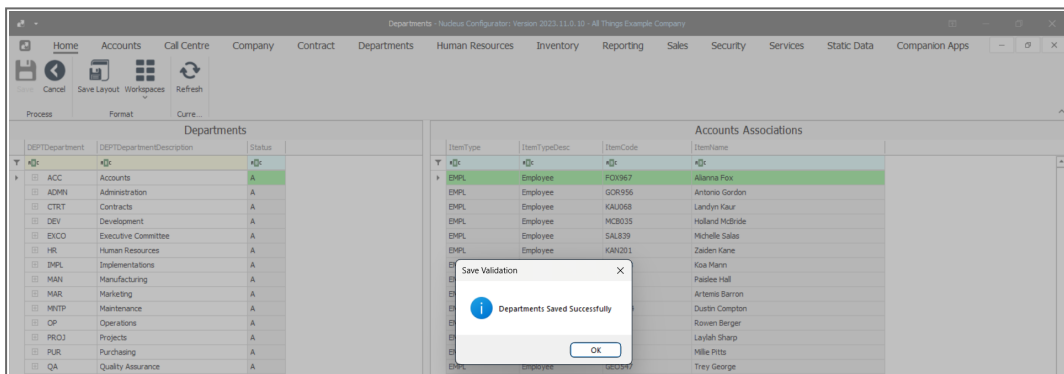 Departments - Nucleus Configurator: Version 2023.11.0.10 - All Things Example Company
Home Accounts Call Centre Company Contract Departments Human Resources Inventory Reporting Sales Security Services Static Data Companion Apps
Save Cancel Save Layout Workspaces Refresh
Process Format Curre...
Departments Accounts Associations
DEPTDepartment DEPTDepartmentDescription Status ItemType ItemTypeDesc ItemCode ItemName
ACC Accounts A EMPL Employee FOX967 Alianna Fox
ADMN Administration A EMPL Employee GOR956 Antonio Gordon
CTRT Contracts A EMPL Employee KAU068 Landyn Kaur
DEV Development A EMPL Employee MCB035 Holland McBride
EXCO Executive Committee A EMPL Employee SAL839 Michelle Salas
HR Human Resources A EMPL Employee KAN201 Zaiden Kane
IMPL Implementations A Koa Mann
MAN Manufacturing A Paislee Hall
MAR Marketing A Artemis Barron
MNTP Maintenance A Dustin Compton
OP Operations A Rowen Berger
PROJ Projects A Laylah Sharp
PUR Purchasing A Millie Pitts
QA Quality Assurance A EMPL Employee GEO547 Trey George
Save Validation
Departments Saved Successfully
OK